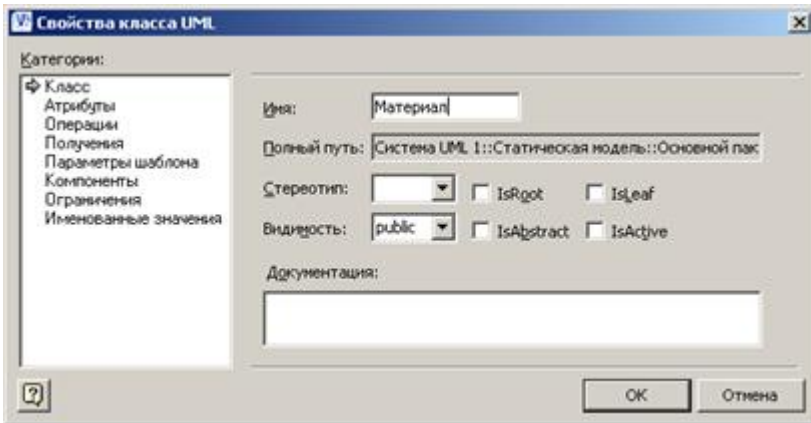 Свойства класса UML
Категории:
Класс
Атрибуты
Операции
Получения
Параметры шаблона
Компоненты
Ограничения
Именованные значения
Имя: Материал
Полный путь: Система UML 1::Статическая модель::Основной пак
Стереотип: IsRoot IsLeaf
Видимость: public IsAbstract IsActive
Документация:
OK Отмена